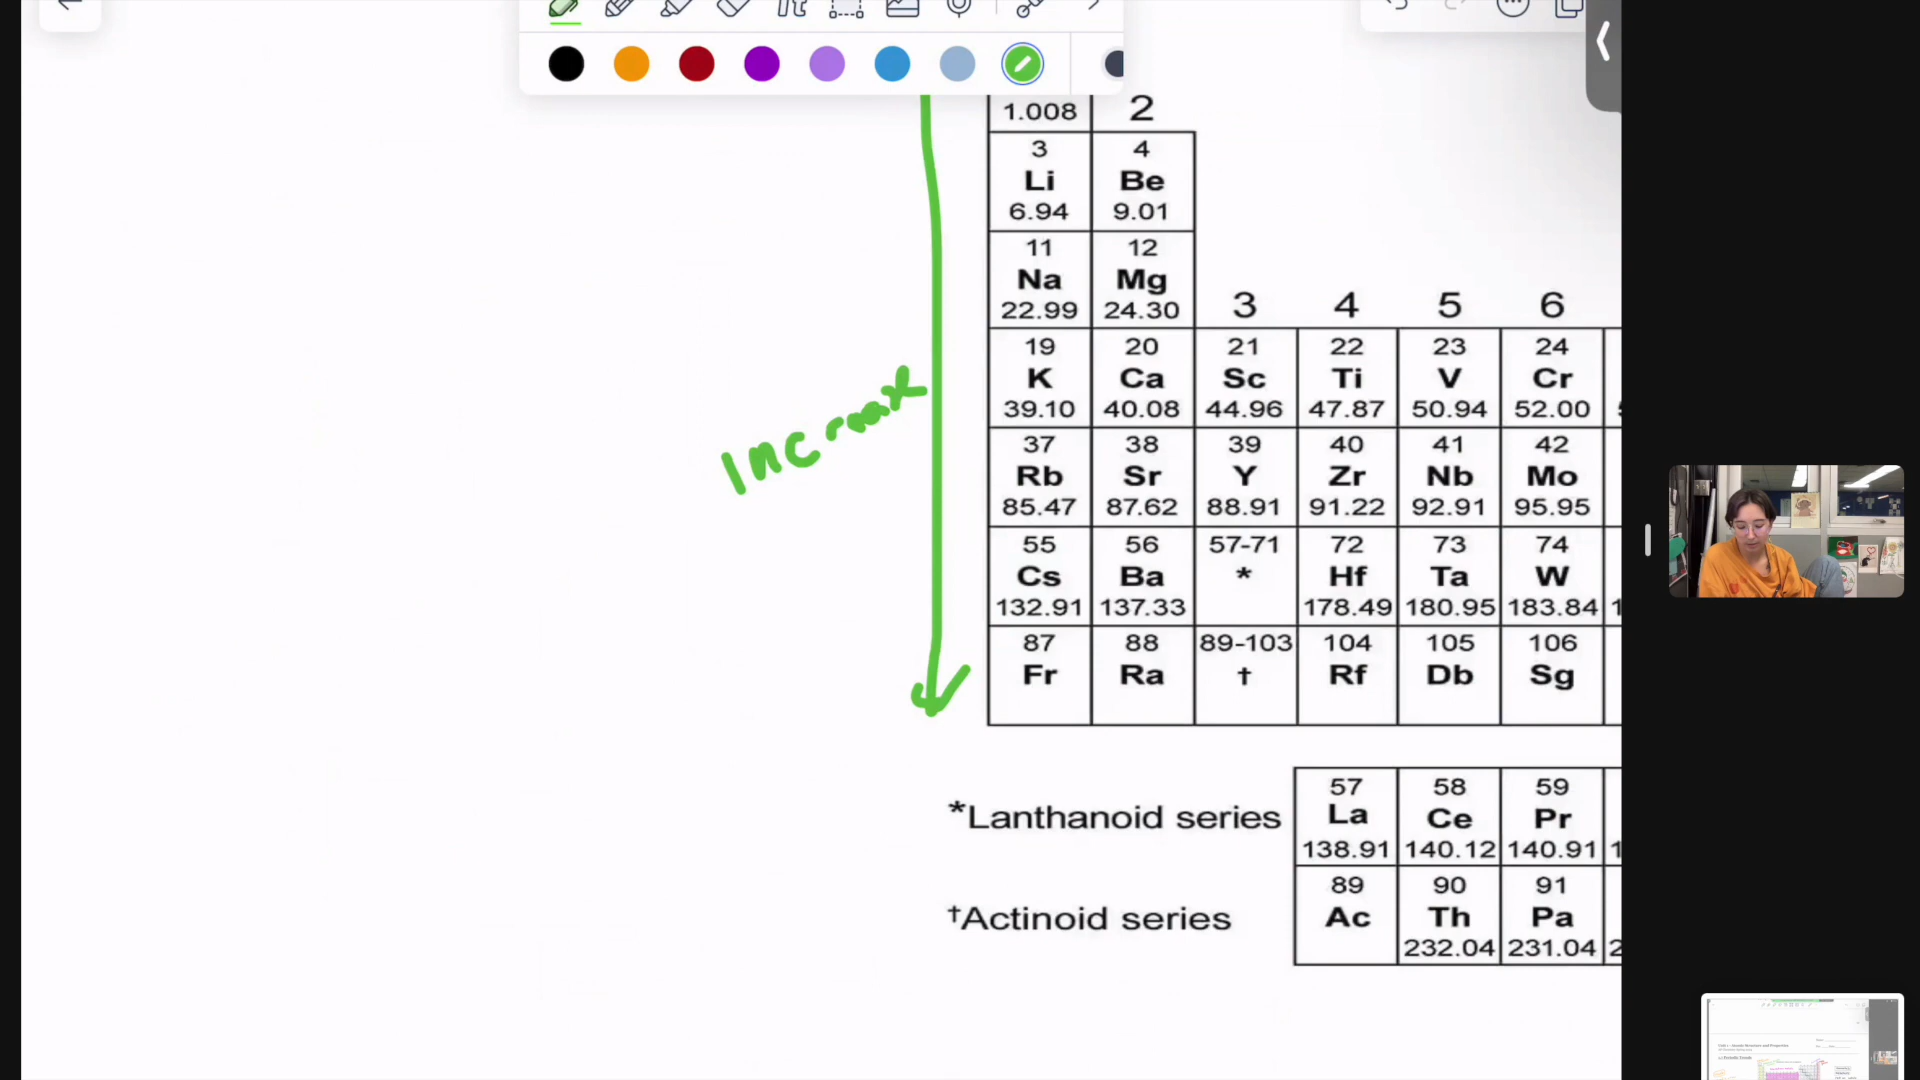 1.008 2
3 4
Li Be
6.94 9.01
11 12
Na Mg
22.99 24.30 3 4 5 6
19 20 21 22 23 24
K Ca Sc Ti V Cr
39.10 40.08 44.96 47.87 50.94 52.00
37 38 39 40 41 42
Rb Sr Y Zr Nb Mo
85.47 87.62 88.91 91.22 92.91 95.95
55 56 57-71 72 73 74
Cs Ba * Hf Ta W
132.91 137.33 178.49 180.95 183.84
87 88 89-103 104 105 106
Fr Ra † Rf Db Sg
Inc
57 58 59
*Lanthanoid series La Ce Pr
138.91 140.12 140.91
89 90 91
†Actinoid series Ac Th Pa
232.04 231.04